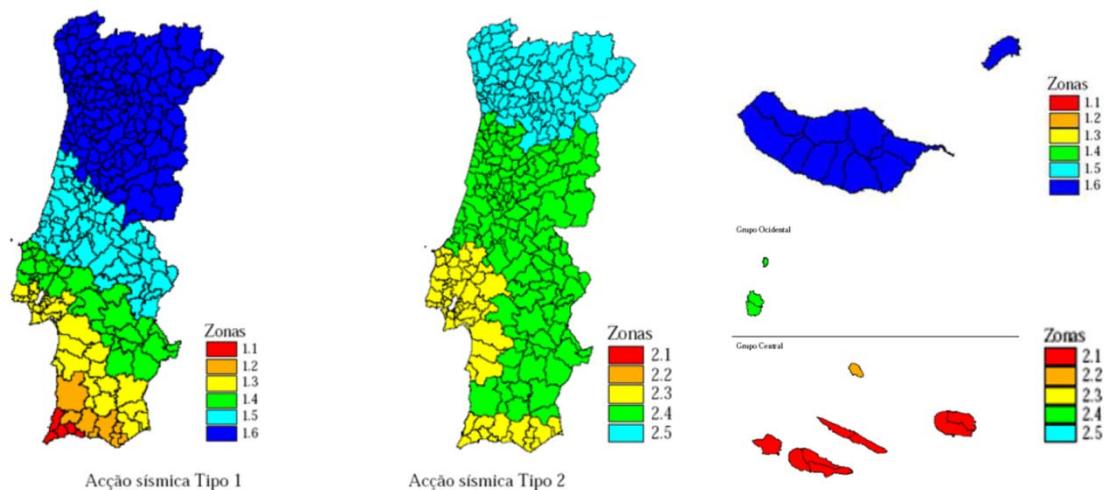 Zonas
1.1
1.2
1.3
1.4
1.5
1.6
Acção sísmica Tipo 1
Zonas
2.1
2.2
2.3
2.4
2.5
Acção sísmica Tipo 2
Zonas
1.1
1.2
1.3
1.4
1.5
1.6
Grupo Ocidental
Grupo Central
Zonas
2.1
2.2
2.3
2.4
2.5